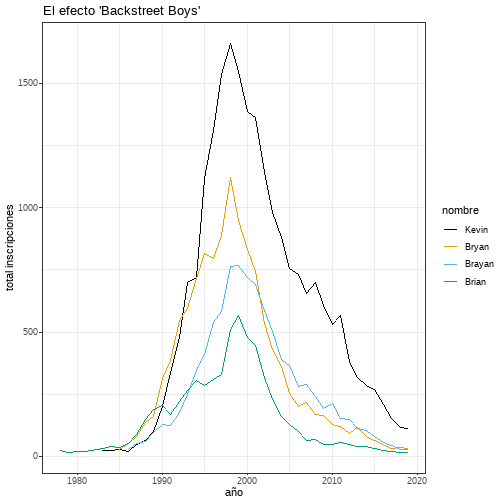 El efecto 'Backstreet Boys'
total inscripciones
1500
1000
500
0
1980
1990
2000
2010
2020
año
nombre
Kevin
Bryan
Brayan
Brian